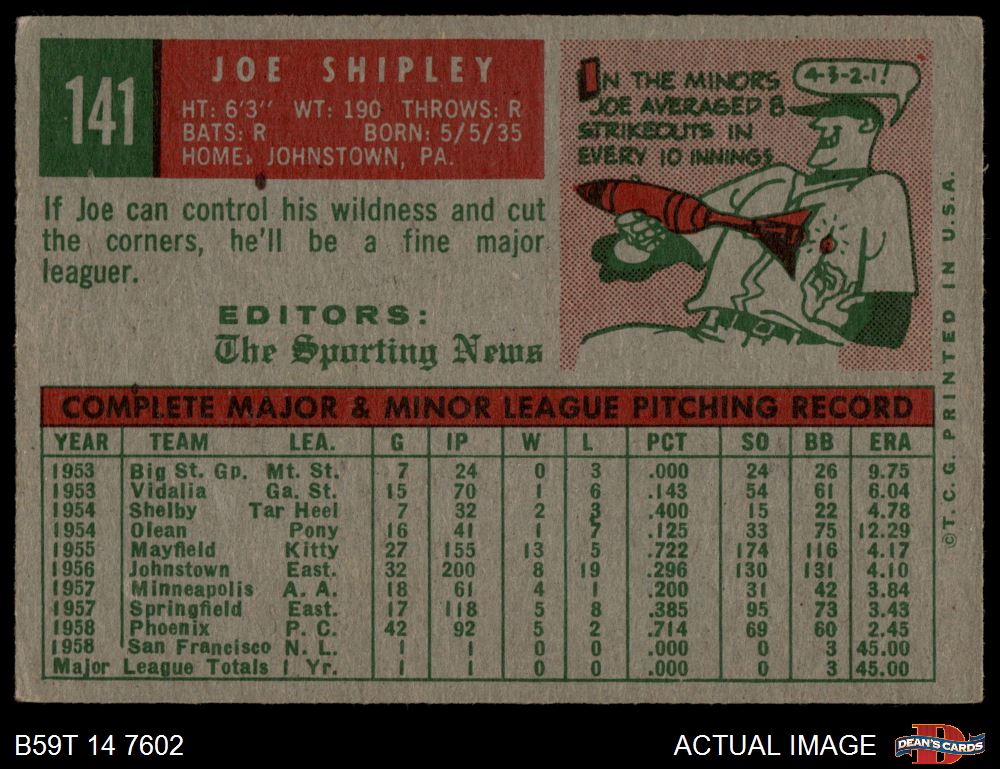 141
JOE SHIPLEY
HT: 6'3" WT: 190 THROWS: R
BATS: R BORN: 5/5/35
HOME: JOHNSTOWN, PA.
If Joe can control his wildness and cut
the corners, he'll be a fine major
leaguer.
EDITORS:
The Sporting News
IN THE MINORS
JOE AVERAGED 8
STRIKEOUTS IN
EVERY 10 INNINGS
4-3-2-1!
COMPLETE MAJOR & MINOR LEAGUE PITCHING RECORD
YEAR TEAM LEA. G IP W L PCT SO BB ERA
1953 Big St. Gp. Mt. St. 7 24 0 3 .000 24 26 9.75
1953 Vidalia Ga. St. 15 70 1 6 .143 54 61 6.04
1954 Shelby Tar Heel 7 32 2 3 .400 15 22 4.78
1954 Olean Pony 16 41 1 7 .125 33 75 12.29
1955 Mayfield Kitty 27 155 13 5 .722 174 116 4.17
1956 Johnstown East. 32 200 8 19 .296 130 131 4.10
1957 Minneapolis A. A. 18 61 4 1 .200 31 42 3.84
1957 Springfield East. 17 118 5 8 .385 95 73 3.43
1958 Phoenix P. C. 42 92 5 2 .714 69 60 2.45
1958 San Francisco N. L. 1 1 0 0 .000 0 3 45.00
Major League Totals 1 Yr. 1 1 0 0 .000 0 3 45.00
©T. C. G. PRINTED IN U.S.A.
B59T 14 7602
ACTUAL IMAGE
D
DEAN'S CARDS